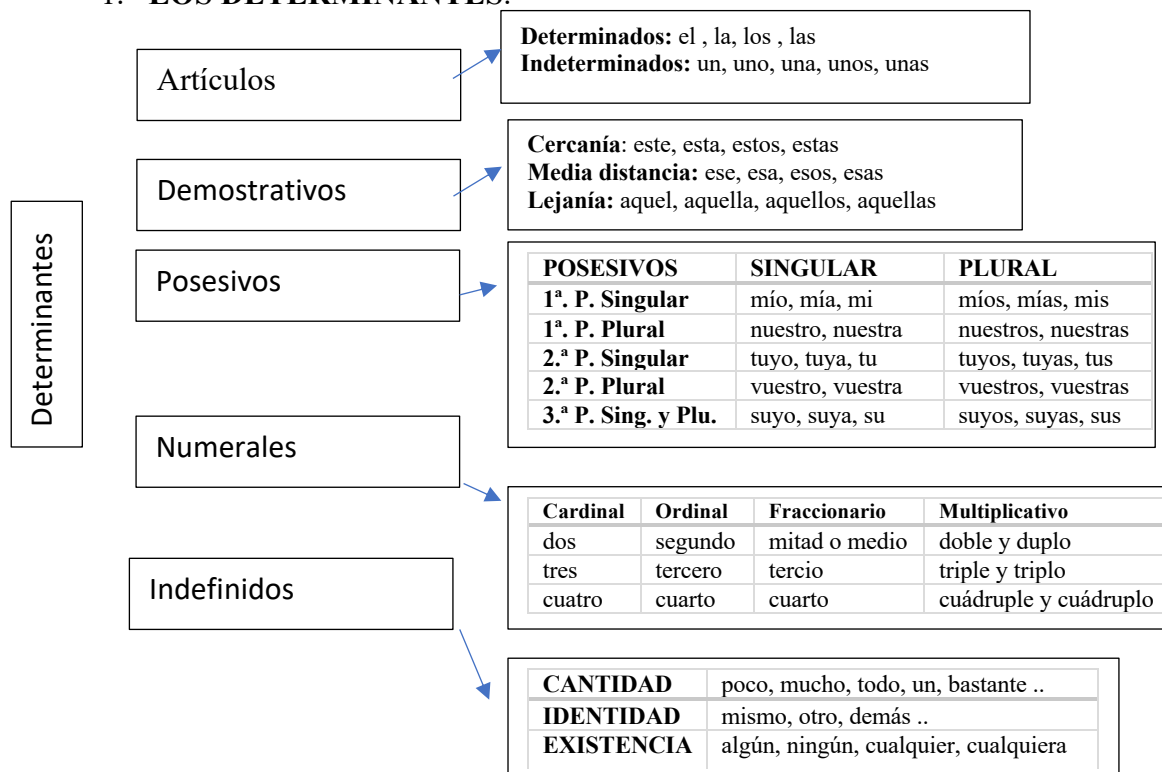 1. LOS DETERMINANTES:
Determinantes
Artículos
Determinados: el , la, los , las
Indeterminados: un, uno, una, unos, unas
Demostrativos
Cercanía: este, esta, estos, estas
Media distancia: ese, esa, esos, esas
Lejanía: aquel, aquella, aquellos, aquellas
Posesivos
POSESIVOS SINGULAR PLURAL
1ª. P. Singular mío, mía, mi míos, mías, mis
1ª. P. Plural nuestro, nuestra nuestros, nuestras
2.ª P. Singular tuyo, tuya, tu tuyos, tuyas, tus
2.ª P. Plural vuestro, vuestra vuestros, vuestras
3.ª P. Sing. y Plu. suyo, suya, su suyos, suyas, sus
Numerales
Cardinal Ordinal Fraccionario Multiplicativo
dos segundo mitad o medio doble y duplo
tres tercero tercio triple y triplo
cuatro cuarto cuarto cuádruple y cuádruplo
Indefinidos
CANTIDAD poco, mucho, todo, un, bastante ..
IDENTIDAD mismo, otro, demás ..
EXISTENCIA algún, ningún, cualquier, cualquiera